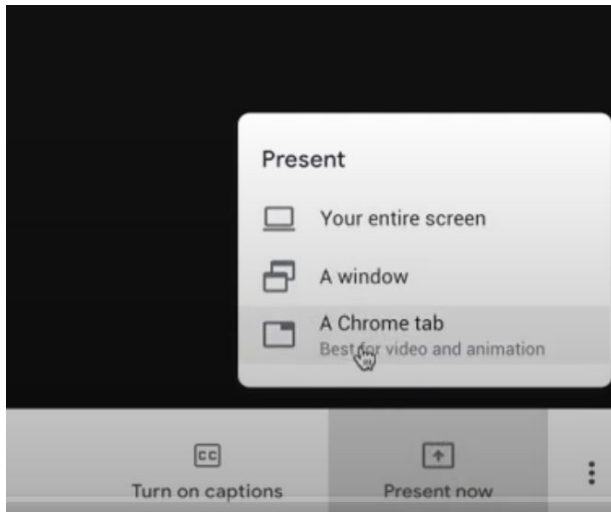 Present
Your entire screen
A window
A Chrome tab
Best for video and animation
CC
Turn on captions
Present now